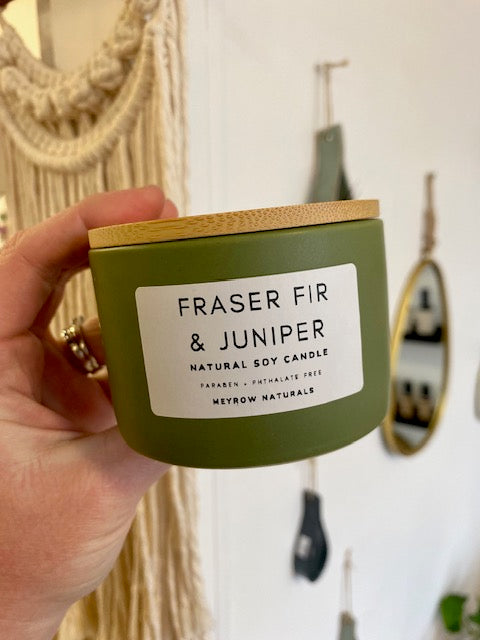 FRASER FIR
& JUNIPER
NATURAL SOY CANDLE
PARABEN + PHTHALATE FREE
MEYROW NATURALS